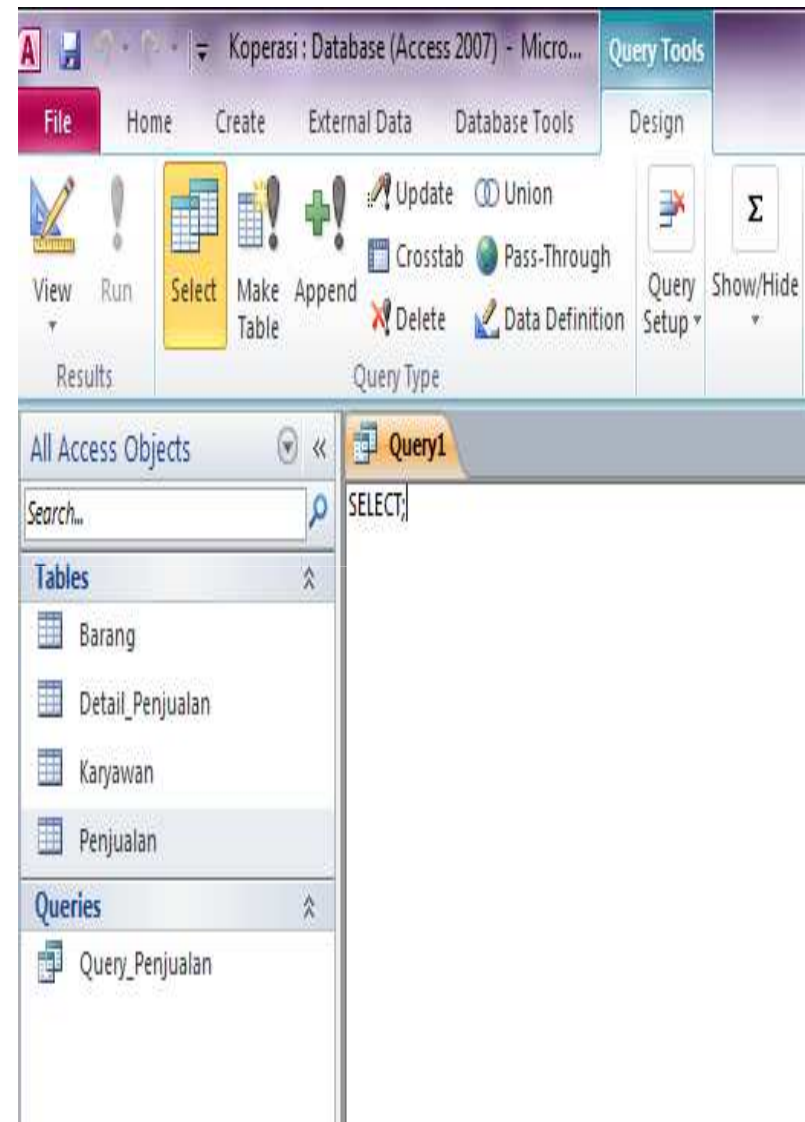 A Koperasi : Database (Access 2007) - Micro... Query Tools
File Home Create External Data Database Tools Design
View Run Select Make Table Append Update Union
Crosstab Pass-Through
Delete Data Definition
Query Setup Show/Hide
Σ
Results Query Type
All Access Objects « Query1
Search... SELECT;
Tables
Barang
Detail_Penjualan
Karyawan
Penjualan
Queries
Query_Penjualan